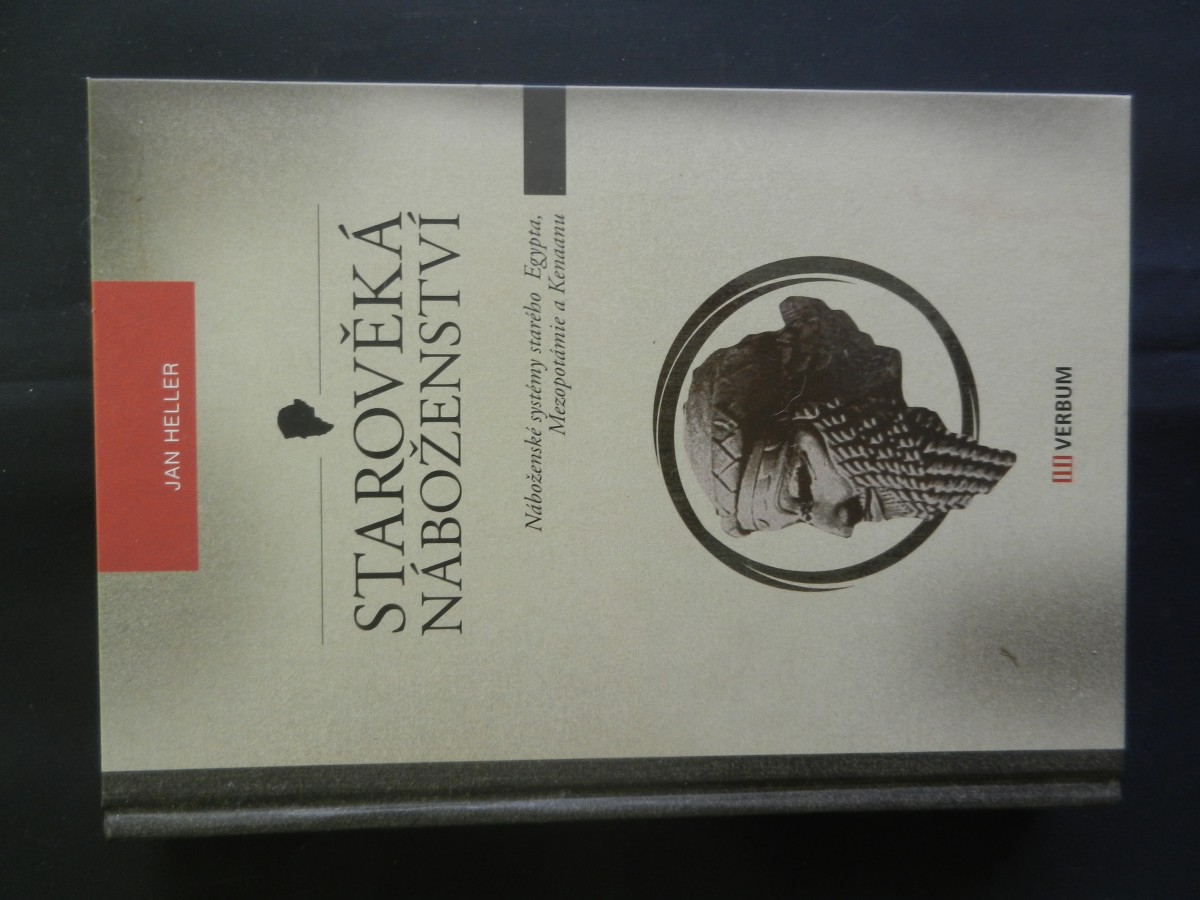 JAN HELLER
STAROVĚKÁ
NÁBOŽENSTVÍ
Náboženské systémy starého Egypta,
Mezopotámie a Kenaanu
VERBUM